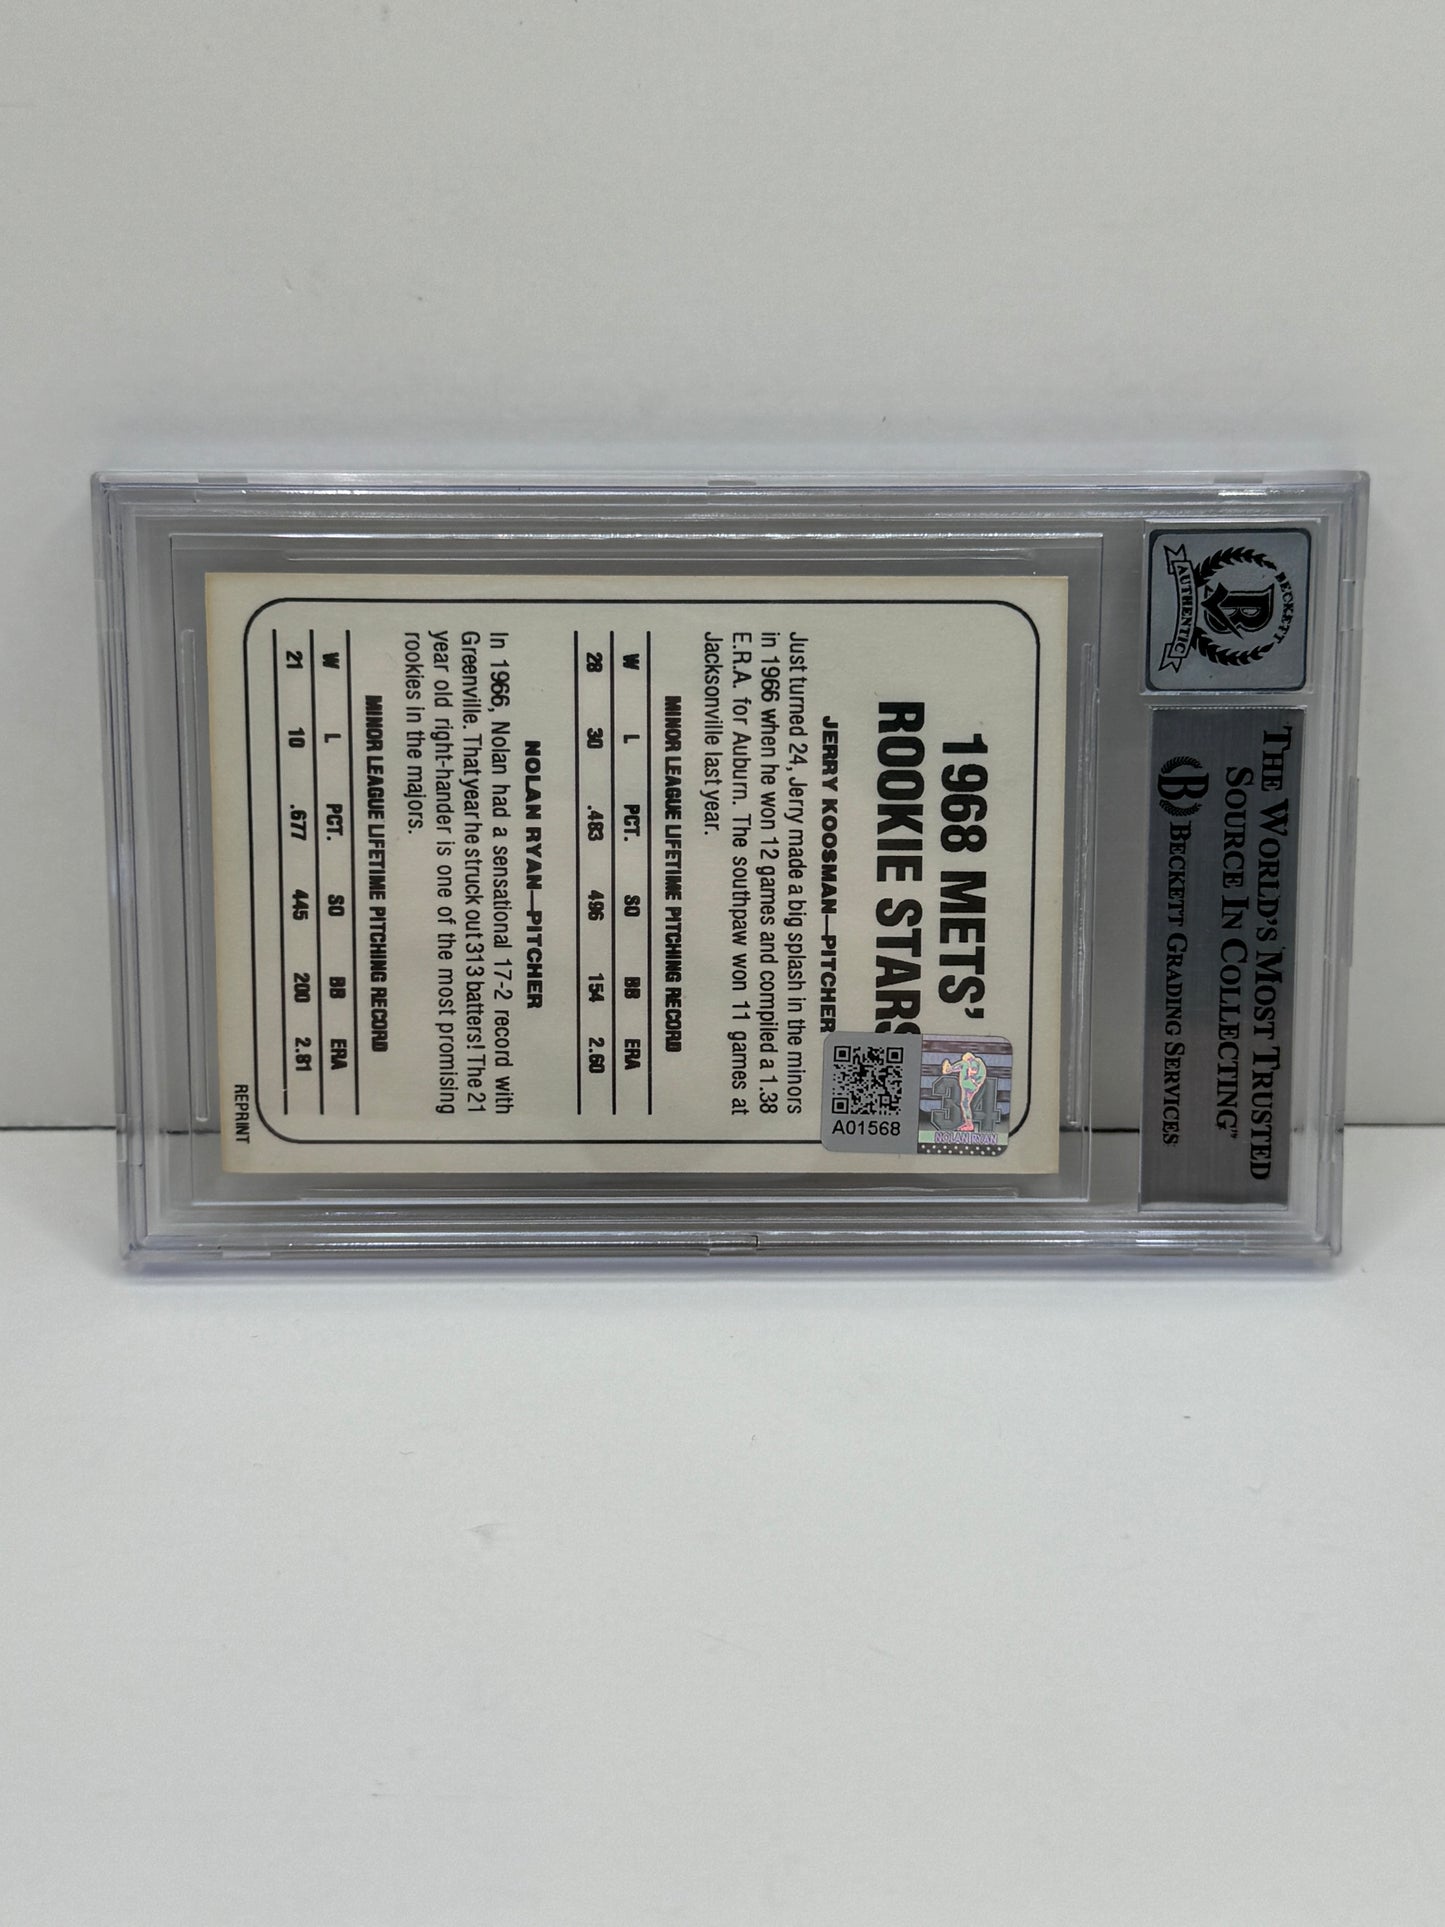 BECKETT
B
AUTHENTIC
THE WORLD'S MOST TRUSTED
SOURCE IN COLLECTING™
B BECKETT GRADING SERVICES
1968 METS'
ROOKIE STARS
34
NOLAN RYAN
A01568
JERRY KOOSMAN—PITCHER
Just turned 24, Jerry made a big splash in the minors
in 1966 when he won 12 games and compiled a 1.38
E.R.A. for Auburn. The southpaw won 11 games at
Jacksonville last year.
MINOR LEAGUE LIFETIME PITCHING RECORD
W L PCT. SO BB ERA
28 30 .483 496 154 2.60
NOLAN RYAN—PITCHER
In 1966, Nolan had a sensational 17-2 record with
Greenville. That year he struck out 313 batters! The 21
year old right-hander is one of the most promising
rookies in the majors.
MINOR LEAGUE LIFETIME PITCHING RECORD
W L PCT. SO BB ERA
21 10 .677 445 200 2.81
REPRINT